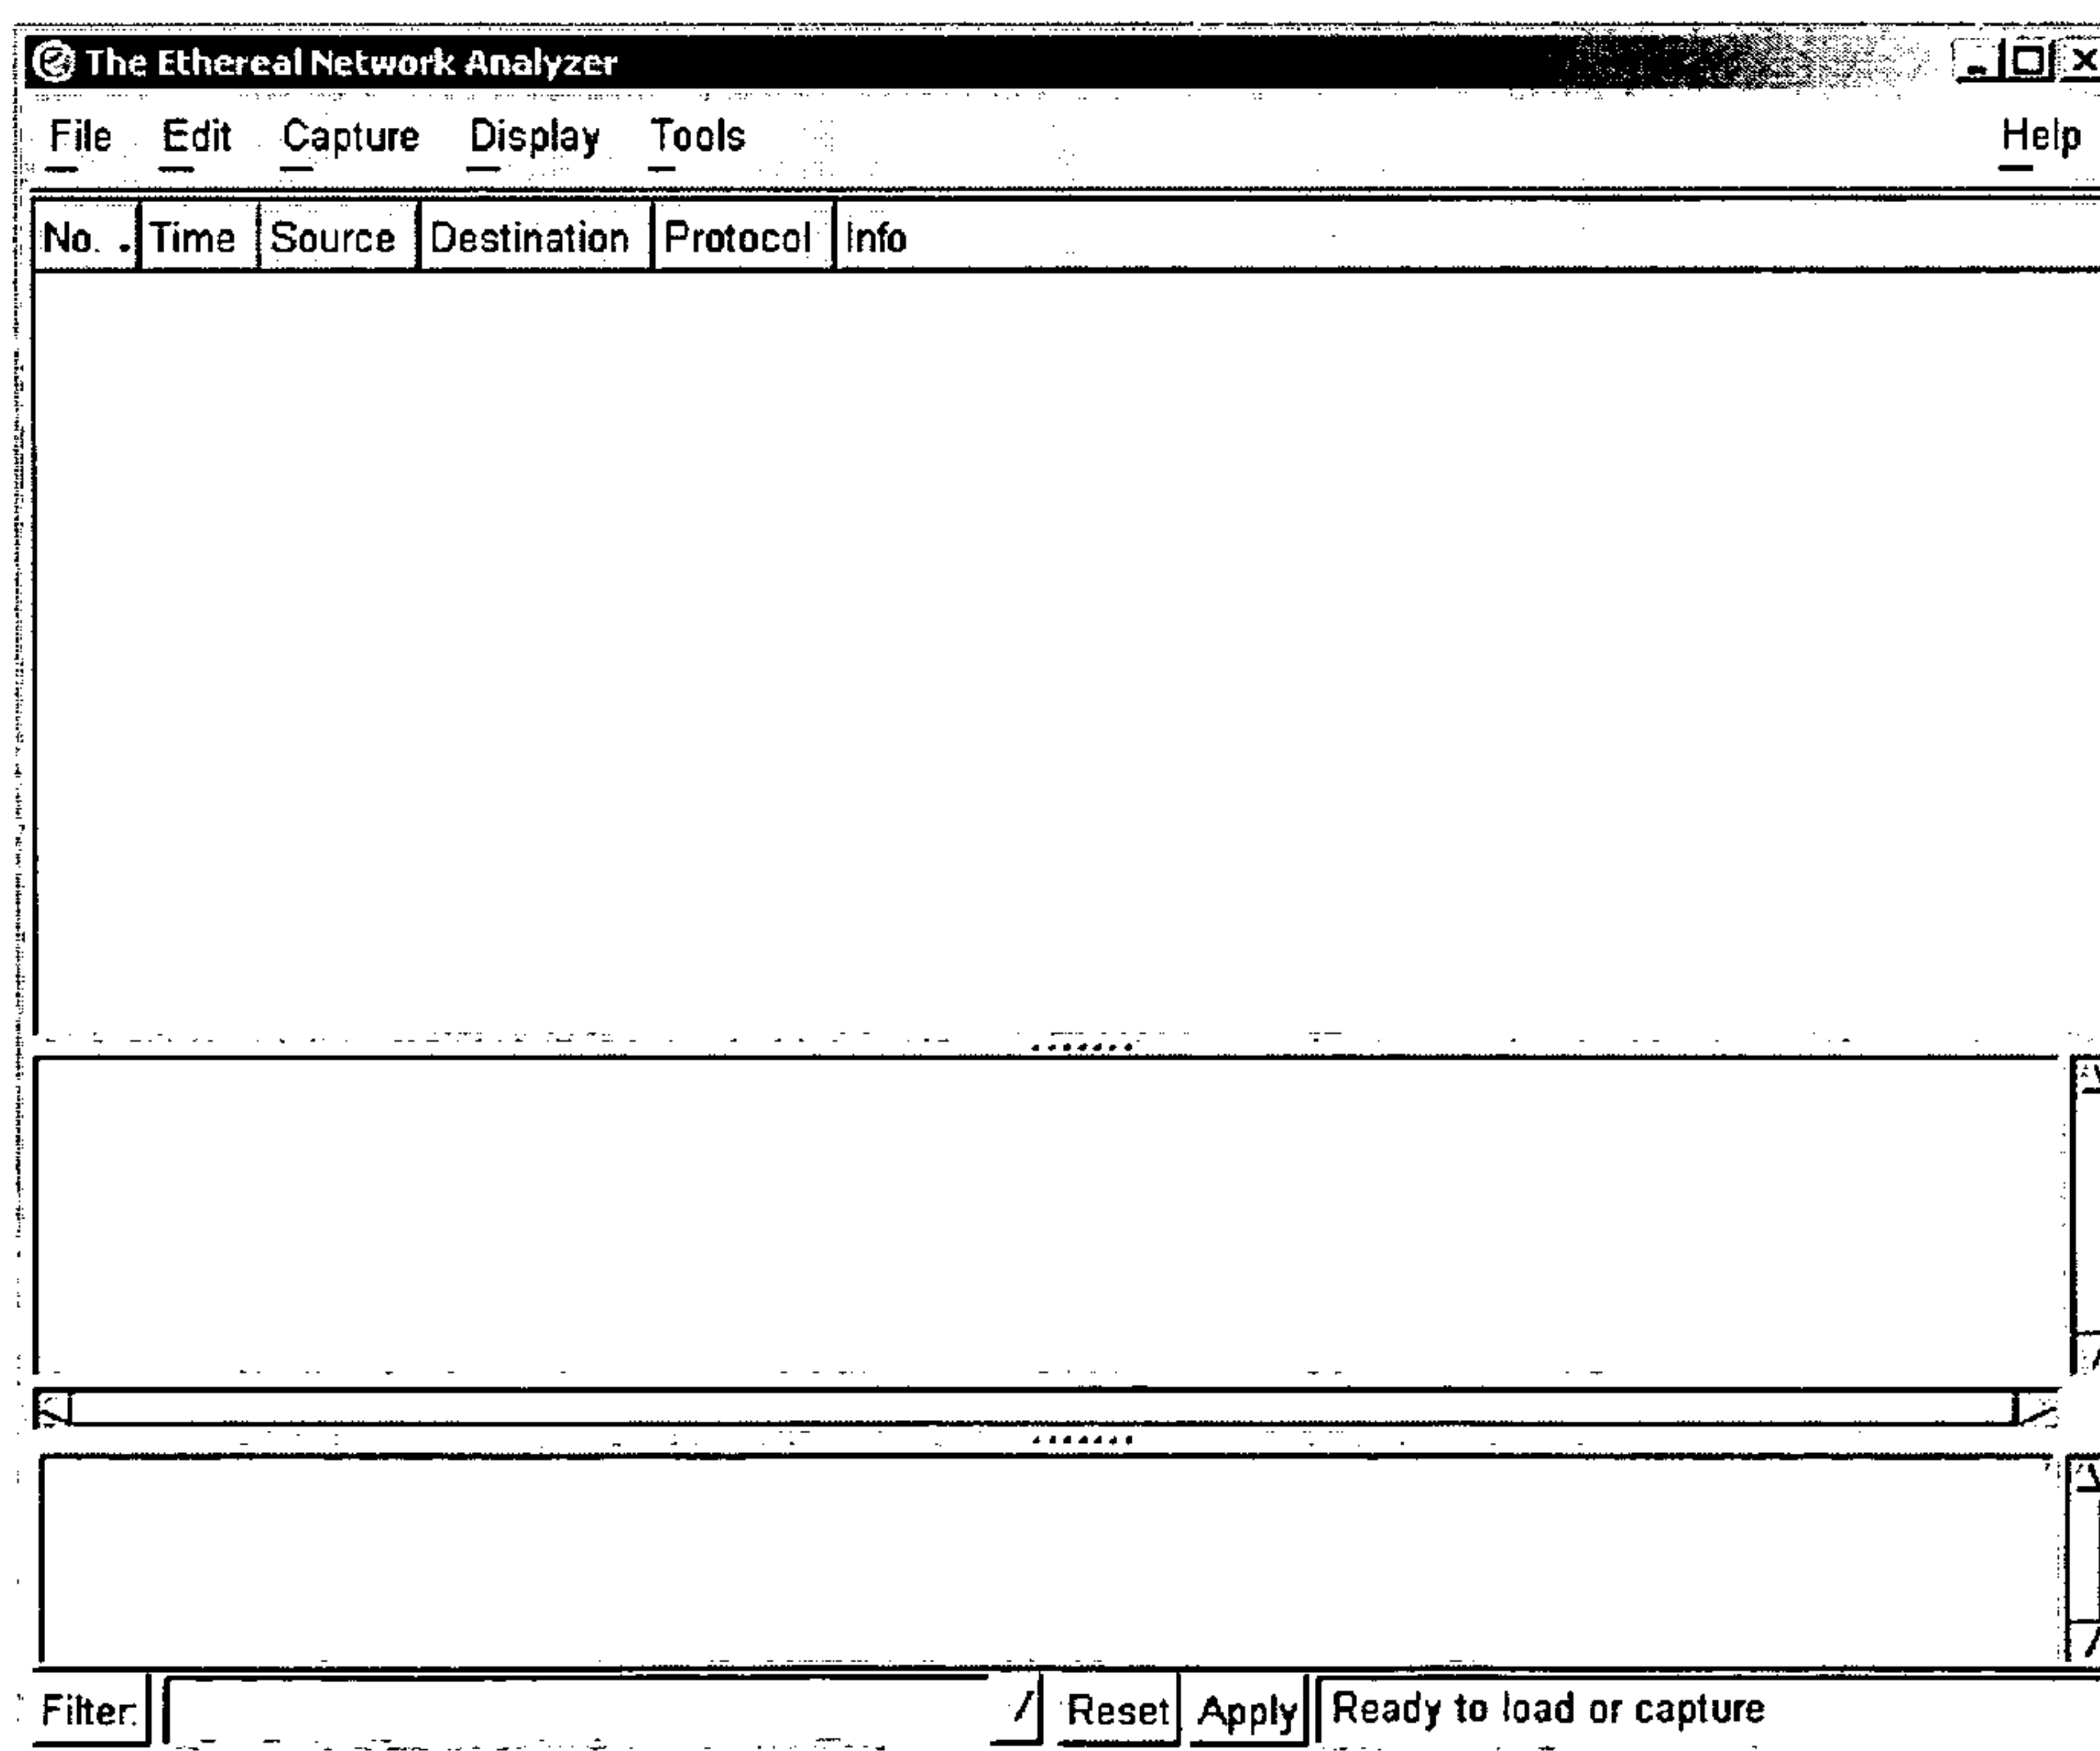 The Ethereal Network Analyzer
File Edit Capture Display Tools Help
No. Time Source Destination Protocol Info
Filter: Reset Apply Ready to load or capture